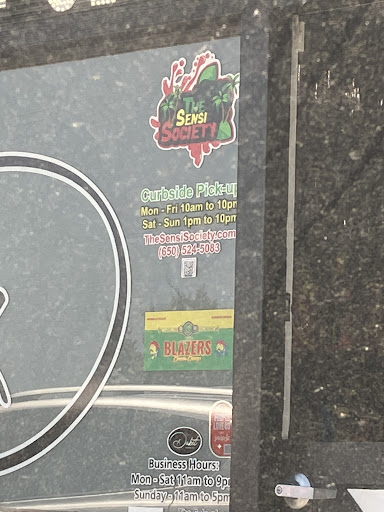 THE
SENSI
SOCIETY
Curbside Pick-up
Mon - Fri 10am to 10pm
Sat - Sun 1pm to 10pm
TheSensiSociety.com
(650) 524-5083
BLAZERS
Business Hours:
Mon - Sat 11am to 9p
Sunday - 11am to 5pm